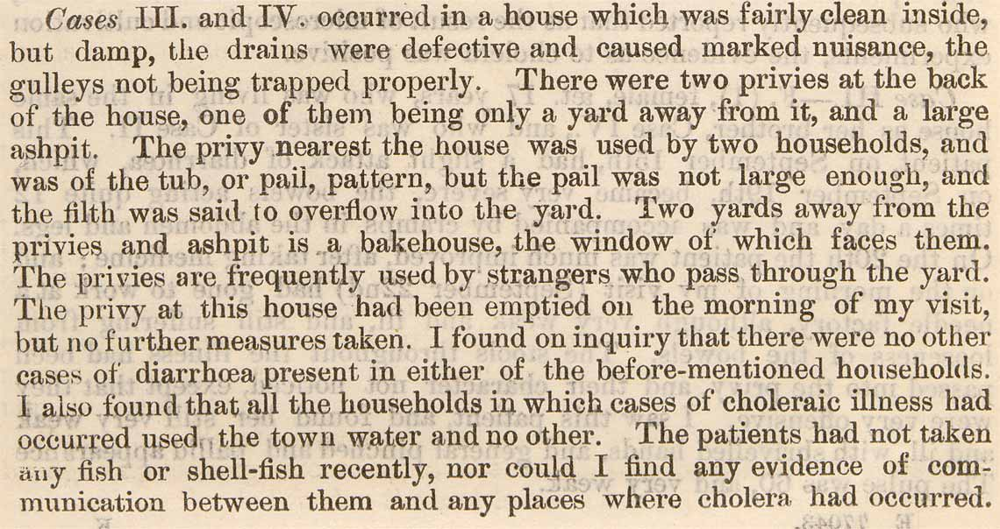 Cases III. and IV. occurred in a house which was fairly clean inside,
but damp, the drains were defective and caused marked nuisance, the
gulleys not being trapped properly. There were two privies at the back
of the house, one of them being only a yard away from it, and a large
ashpit. The privy nearest the house was used by two households, and
was of the tub, or pail, pattern, but the pail was not large enough, and
the filth was said to overflow into the yard. Two yards away from the
privies and ashpit is a bakehouse, the window of which faces them.
The privies are frequently used by strangers who pass through the yard.
The privy at this house had been emptied on the morning of my visit,
but no further measures taken. I found on inquiry that there were no other
cases of diarrhœa present in either of the before-mentioned households.
I also found that all the households in which cases of choleraic illness had
occurred used the town water and no other. The patients had not taken
any fish or shell-fish recently, nor could I find any evidence of com-
munication between them and any places where cholera had occurred.